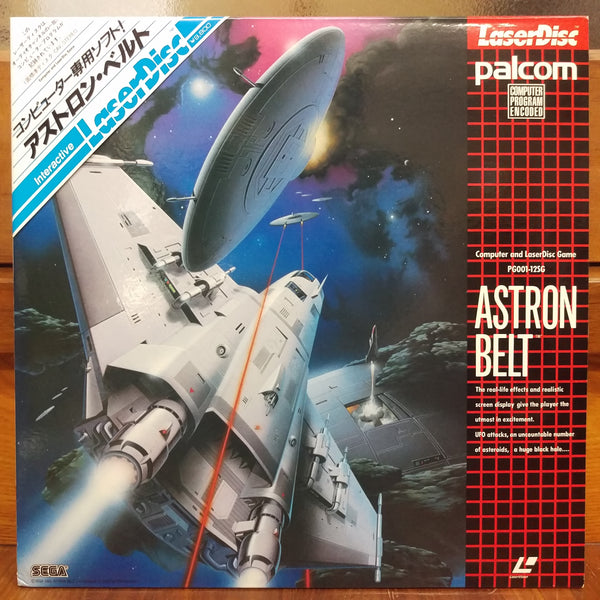 コンピューター専用ソフト!
アストロン・ベルト
Interactive
LaserDisc
LaserDisc
palcom
COMPUTER
PROGRAM
ENCODED
Computer and LaserDisc Game
PG001-12SG
ASTRON
BELT™
The real-life effects and realistic
screen display give the player the
utmost in excitement.
UFO attacks, an uncountable number
of asteroids, a huge black hole....
SEGA
LaserDisc